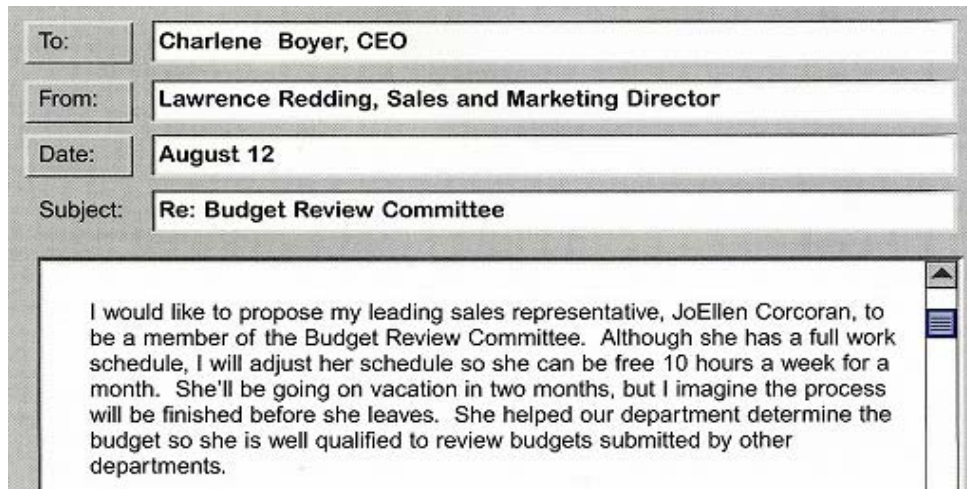 To: Charlene Boyer, CEO
From: Lawrence Redding, Sales and Marketing Director
Date: August 12
Subject: Re: Budget Review Committee
I would like to propose my leading sales representative, JoEllen Corcoran, to
be a member of the Budget Review Committee. Although she has a full work
schedule, I will adjust her schedule so she can be free 10 hours a week for a
month. She'll be going on vacation in two months, but I imagine the process
will be finished before she leaves. She helped our department determine the
budget so she is well qualified to review budgets submitted by other
departments.